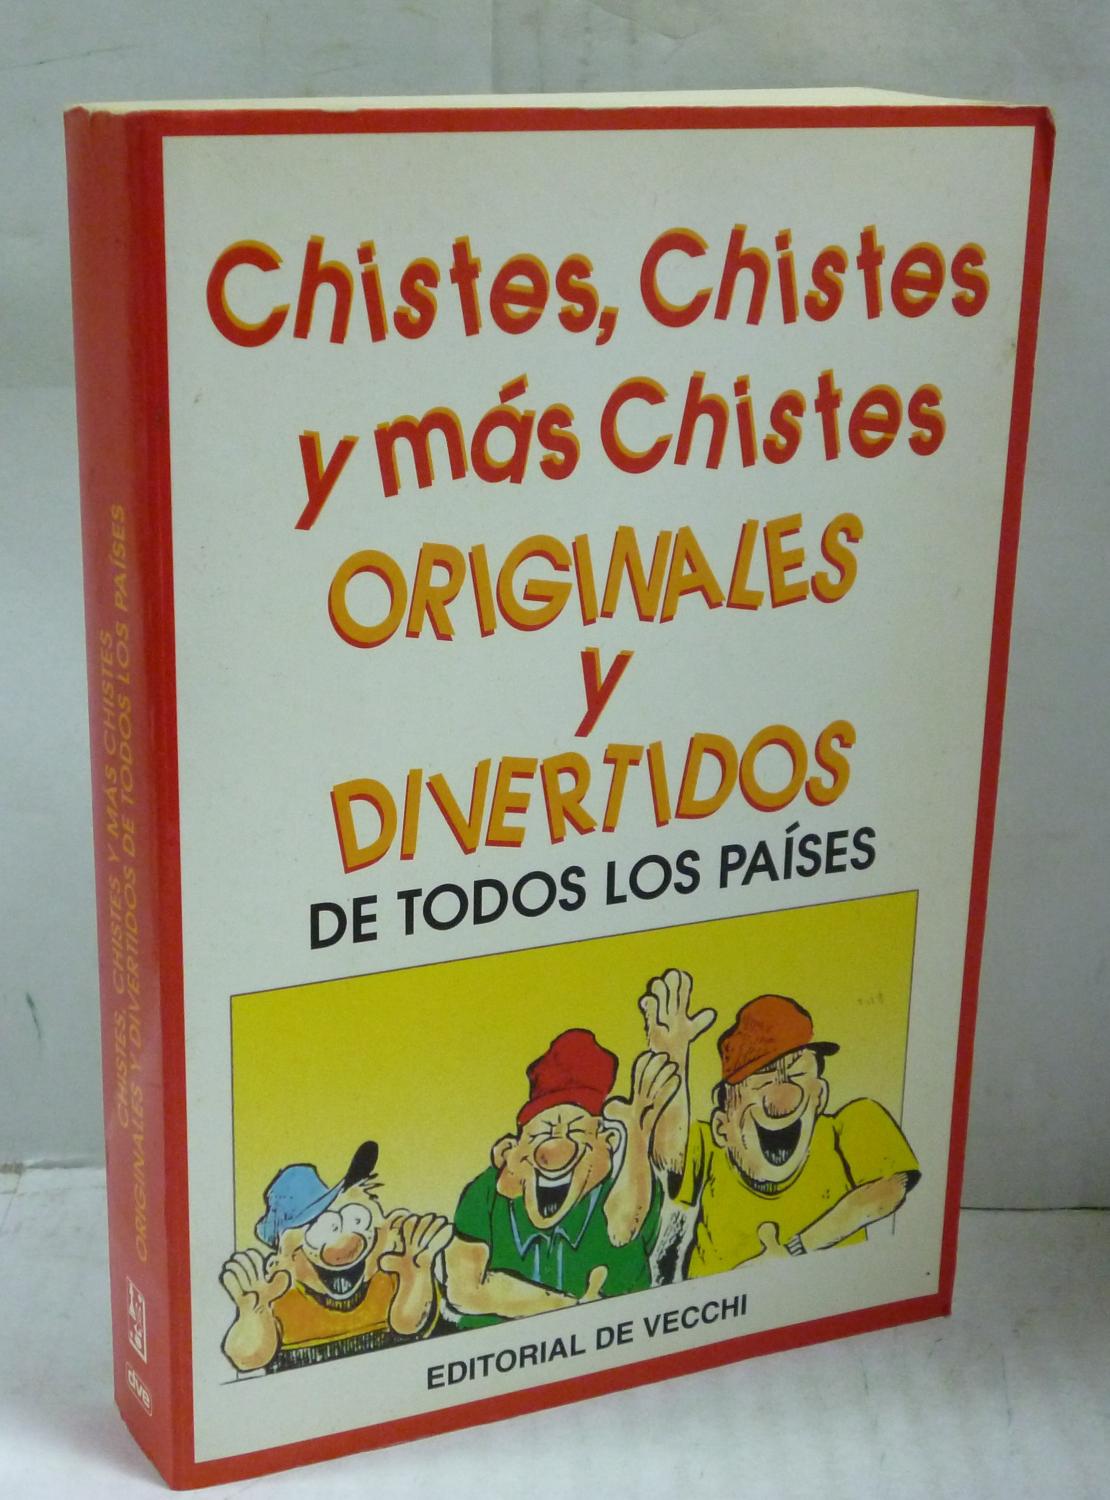 Chistes, Chistes
y más Chistes
ORIGINALES
y
DIVERTIDOS
DE TODOS LOS PAÍSES
EDITORIAL DE VECCHI
CHISTES, CHISTES Y MÁS CHISTES
ORIGINALES Y DIVERTIDOS DE TODOS LOS PAÍSES
dve